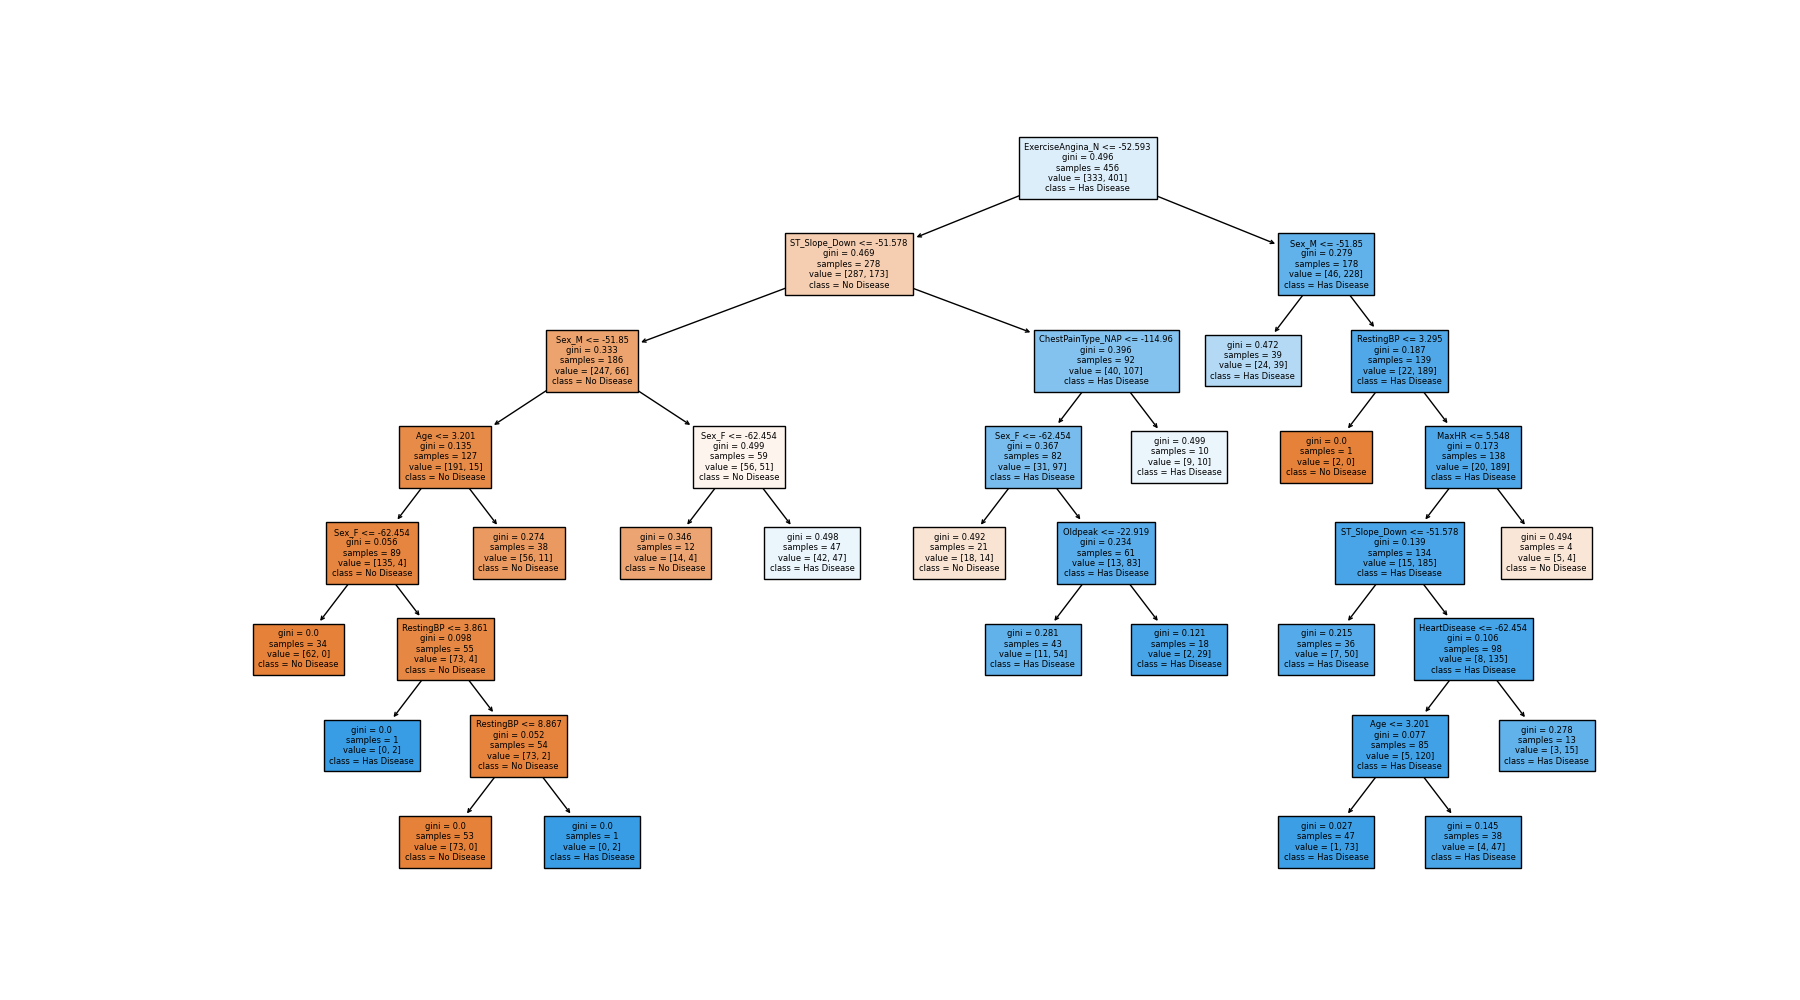 ExerciseAngina_N <= -52.593
gini = 0.496
samples = 456
value = [333, 401]
class = Has Disease
ST_Slope_Down <= -51.578
gini = 0.469
samples = 278
value = [287, 173]
class = No Disease
Sex_M <= -51.85
gini = 0.279
samples = 178
value = [46, 228]
class = Has Disease
Sex_M <= -51.85
gini = 0.333
samples = 186
value = [247, 66]
class = No Disease
ChestPainType_NAP <= -114.96
gini = 0.396
samples = 92
value = [40, 107]
class = Has Disease
gini = 0.472
samples = 39
value = [24, 39]
class = Has Disease
RestingBP <= 3.295
gini = 0.187
samples = 139
value = [22, 189]
class = Has Disease
Age <= 3.201
gini = 0.135
samples = 127
value = [191, 15]
class = No Disease
Sex_F <= -62.454
gini = 0.499
samples = 59
value = [56, 51]
class = No Disease
Sex_F <= -62.454
gini = 0.367
samples = 82
value = [31, 97]
class = Has Disease
gini = 0.499
samples = 10
value = [9, 10]
class = Has Disease
gini = 0.0
samples = 1
value = [2, 0]
class = No Disease
MaxHR <= 5.548
gini = 0.173
samples = 138
value = [20, 189]
class = Has Disease
Sex_F <= -62.454
gini = 0.056
samples = 89
value = [135, 4]
class = No Disease
gini = 0.274
samples = 38
value = [56, 11]
class = No Disease
gini = 0.346
samples = 12
value = [14, 4]
class = No Disease
gini = 0.498
samples = 47
value = [42, 47]
class = Has Disease
gini = 0.492
samples = 21
value = [18, 14]
class = No Disease
Oldpeak <= -22.919
gini = 0.234
samples = 61
value = [13, 83]
class = Has Disease
ST_Slope_Down <= -51.578
gini = 0.139
samples = 134
value = [15, 185]
class = Has Disease
gini = 0.494
samples = 4
value = [5, 4]
class = No Disease
gini = 0.0
samples = 34
value = [62, 0]
class = No Disease
RestingBP <= 3.861
gini = 0.098
samples = 55
value = [73, 4]
class = No Disease
gini = 0.281
samples = 43
value = [11, 54]
class = Has Disease
gini = 0.121
samples = 18
value = [2, 29]
class = Has Disease
gini = 0.215
samples = 36
value = [7, 50]
class = Has Disease
HeartDisease <= -62.454
gini = 0.106
samples = 98
value = [8, 135]
class = Has Disease
gini = 0.0
samples = 1
value = [0, 2]
class = Has Disease
RestingBP <= 8.867
gini = 0.052
samples = 54
value = [73, 2]
class = No Disease
Age <= 3.201
gini = 0.077
samples = 85
value = [5, 120]
class = Has Disease
gini = 0.278
samples = 13
value = [3, 15]
class = Has Disease
gini = 0.0
samples = 53
value = [73, 0]
class = No Disease
gini = 0.0
samples = 1
value = [0, 2]
class = Has Disease
gini = 0.027
samples = 47
value = [1, 73]
class = Has Disease
gini = 0.145
samples = 38
value = [4, 47]
class = Has Disease